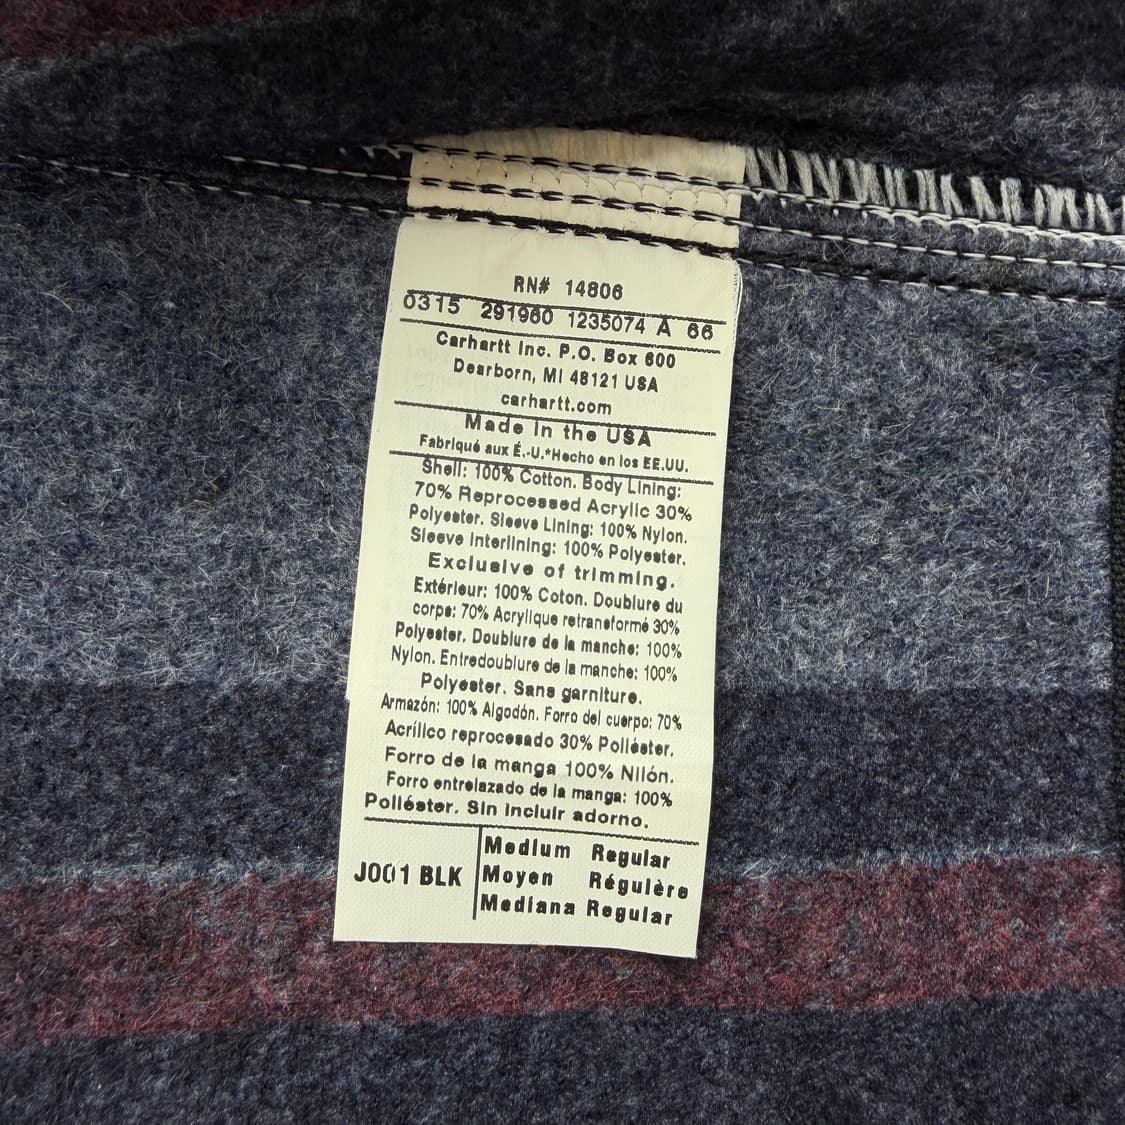 RN# 14806
0315 291960 1235074 A 66
Carhartt Inc. P.O. Box 600
Dearborn, MI 48121 USA
carhartt.com
Made in the USA
Fabriqué aux É.-U.*Hecho en los EE.UU.
Shell: 100% Cotton. Body Lining:
70% Reprocessed Acrylic 30%
Polyester. Sleeve Lining: 100% Nylon.
Sleeve Interlining: 100% Polyester.
Exclusive of trimming.
Extérieur: 100% Coton. Doublure du
corps: 70% Acrylique retransformé 30%
Polyester. Doublure de la manche: 100%
Nylon. Entredoublure de la manche: 100%
Polyester. Sans garniture.
Armazón: 100% Algodón. Forro del cuerpo: 70%
Acrílico reprocesado 30% Poliéster.
Forro de la manga 100% Nilón.
Forro entrelazado de la manga: 100%
Poliéster. Sin incluir adorno.
J001 BLK
Medium Regular
Moyen Régulère
Mediana Regular